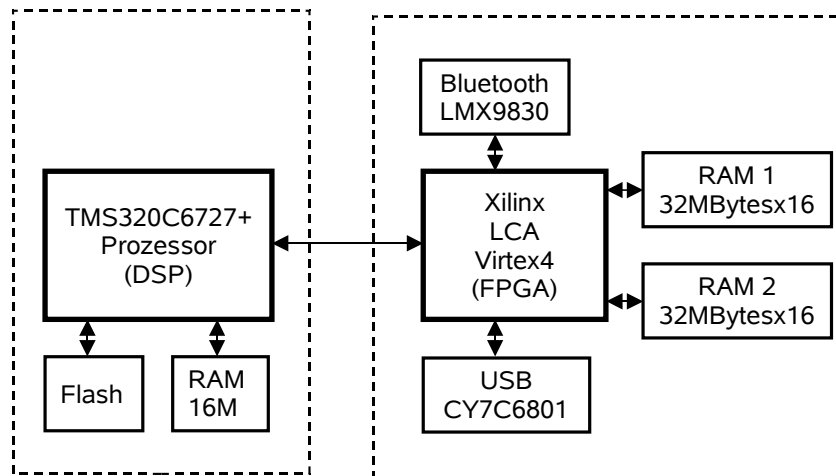 Bluetooth
LMX9830
TMS320C6727+
Prozessor
(DSP)
Xilinx
LCA
Virtex4
(FPGA)
RAM 1
32MBytesx16
RAM 2
32MBytesx16
Flash
RAM
16M
USB
CY7C6801